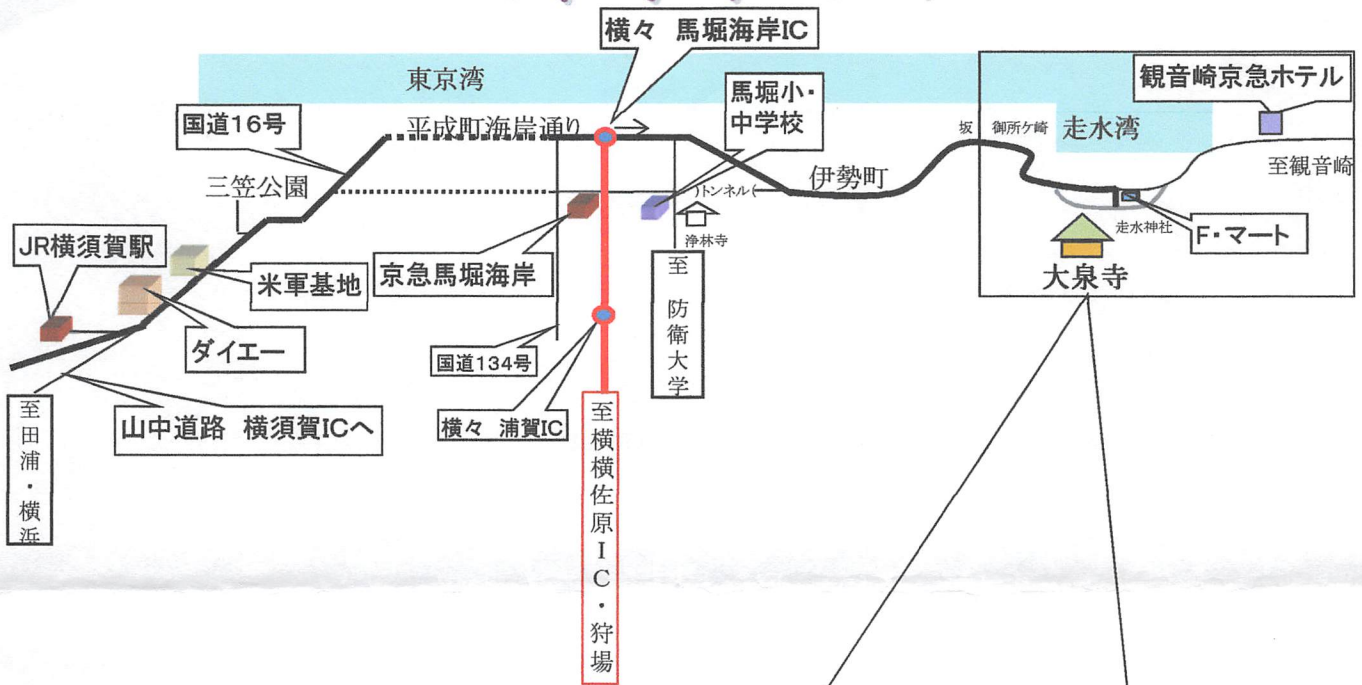 横々 馬堀海岸IC
東京湾
観音崎京急ホテル
馬堀小・
中学校
国道16号
平成町海岸通り
坂
御所ケ崎
走水湾
至観音崎
三笠公園
)トンネル(
伊勢町
浄林寺
走水神社
F・マート
JR横須賀駅
米軍基地
京急馬堀海岸
大泉寺
至 防衛大学
ダイエー
国道134号
山中道路 横須賀ICへ
横々 浦賀IC
至田浦・横浜
至横横佐原IC・狩場